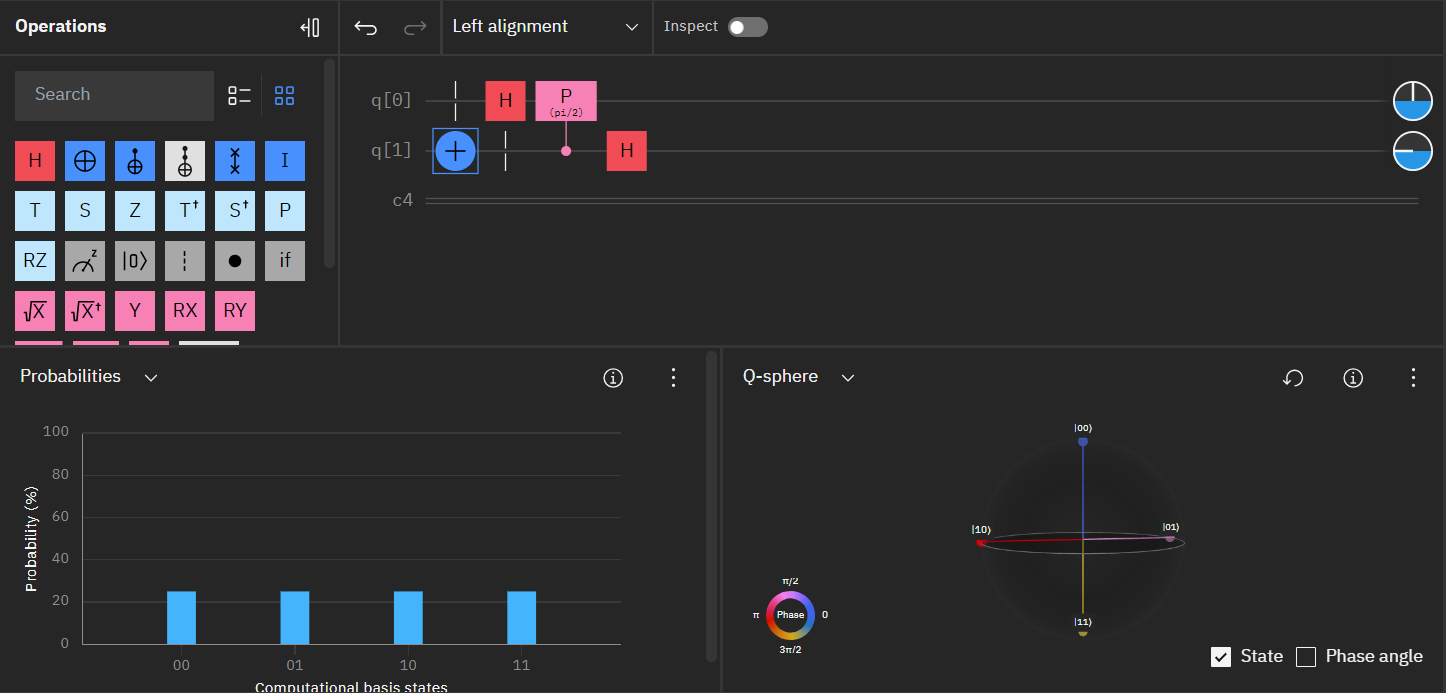 Operations
Left alignment
Inspect
Search
H
I
T S Z T† S† P
RZ z |0⟩ if
√X √X† Y RX RY
q[0] H P
(pi/2)
q[1] + H
c4
Probabilities
Q-sphere
100
80
60
40
20
0
Probability (%)
00 01 10 11
Computational basis states
|00⟩
|10⟩
|01⟩
|11⟩
π/2
π Phase 0
3π/2
State
Phase angle